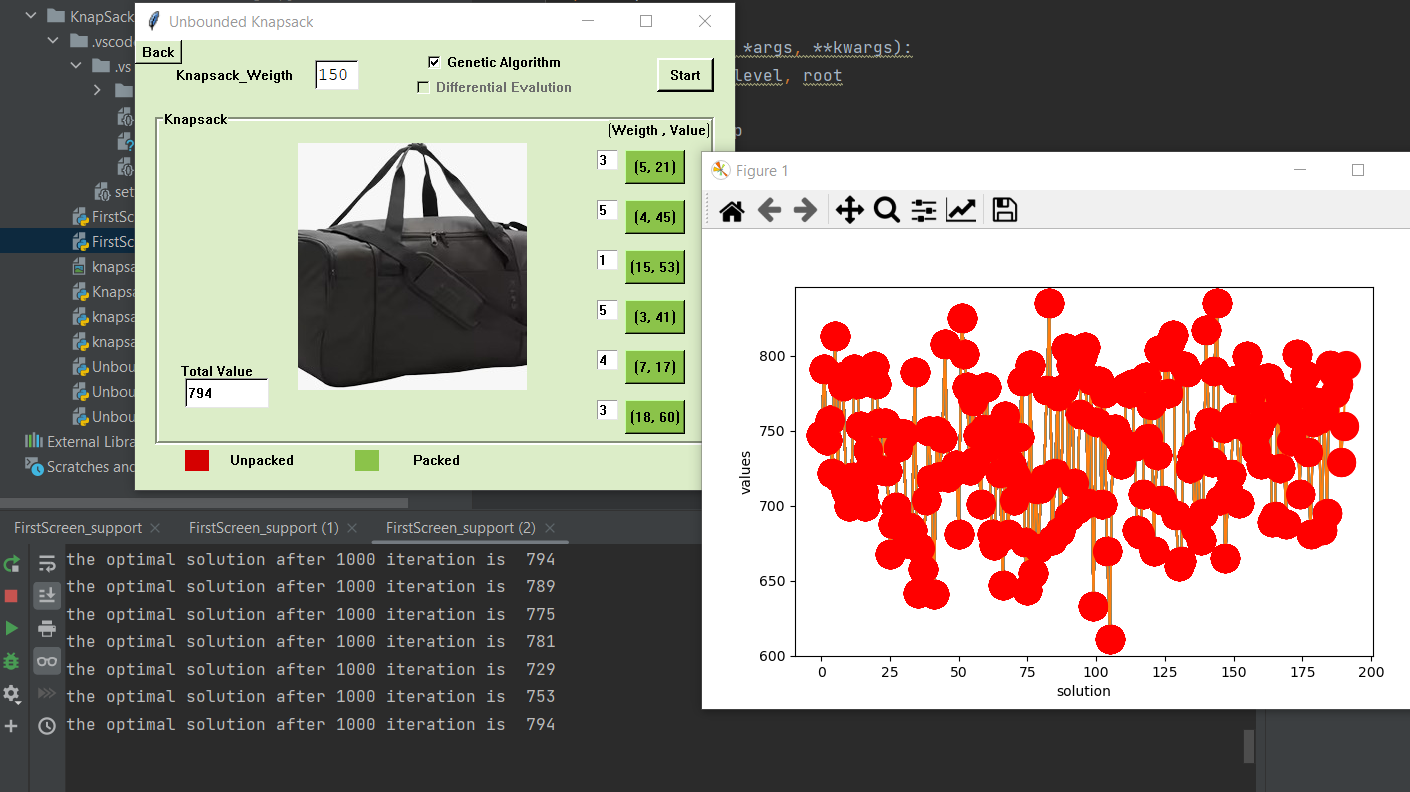 KnapSack
.vscod
.vs
set
FirstSc
FirstSc
knapsa
Knapsa
knapsa
knapsa
Unbou
Unbou
Unbou
External Libra
Scratches and
*args, **kwargs):
level, root
Unbounded Knapsack
Back
Knapsack_Weigth
150
Genetic Algorithm
Differential Evalution
Start
Knapsack
(Weigth , Value)
3 (5, 21)
5 (4, 45)
1 (15, 53)
5 (3, 41)
4 (7, 17)
3 (18, 60)
Total Value
794
Unpacked
Packed
Figure 1
800
750
700
650
600
values
0 25 50 75 100 125 150 175 200
solution
FirstScreen_support
FirstScreen_support (1)
FirstScreen_support (2)
the optimal solution after 1000 iteration is 794
the optimal solution after 1000 iteration is 789
the optimal solution after 1000 iteration is 775
the optimal solution after 1000 iteration is 781
the optimal solution after 1000 iteration is 729
the optimal solution after 1000 iteration is 753
the optimal solution after 1000 iteration is 794